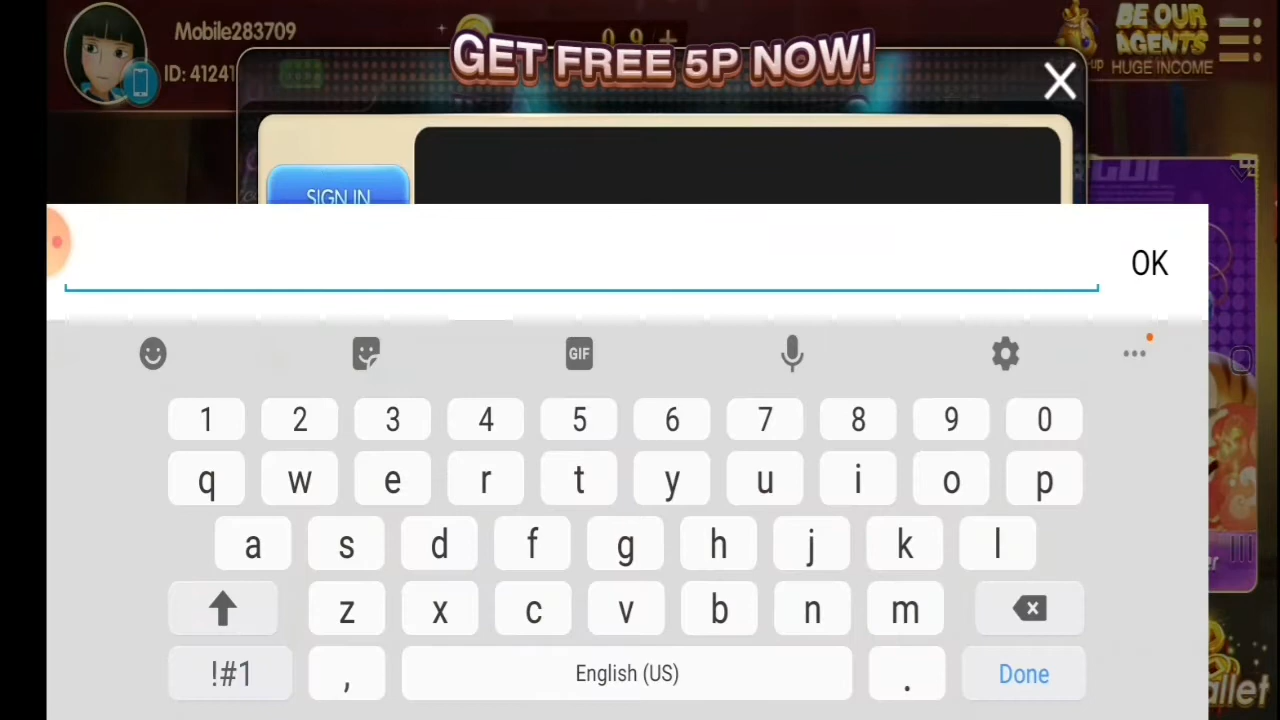 Mobile283709
ID: 41241
GET FREE 5P NOW!
BE OUR
AGENTS
HUGE INCOME
SIGN IN
OK
GIF
1 2 3 4 5 6 7 8 9 0
q w e r t y u i o p
a s d f g h j k l
z x c v b n m
!#1 , English (US) . Done